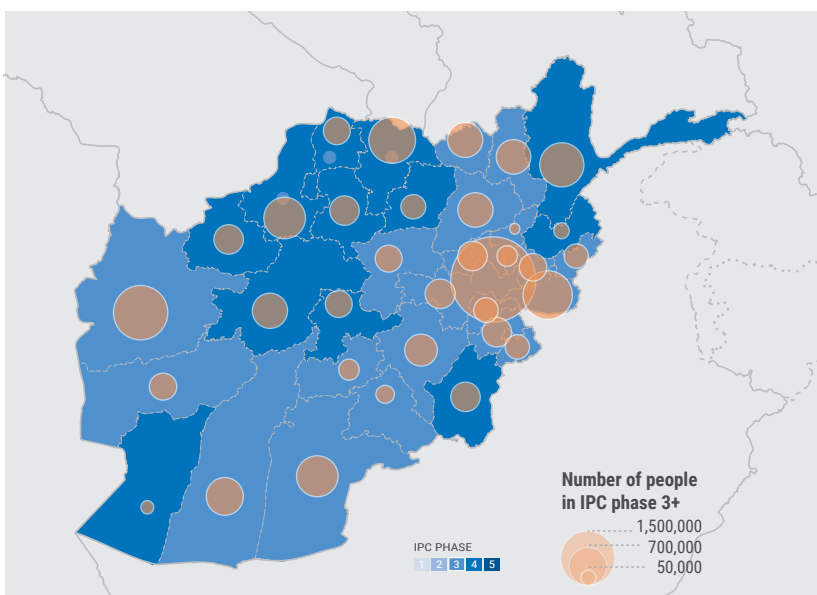 Number of people
in IPC phase 3+
1,500,000
700,000
50,000
IPC PHASE
1 2 3 4 5